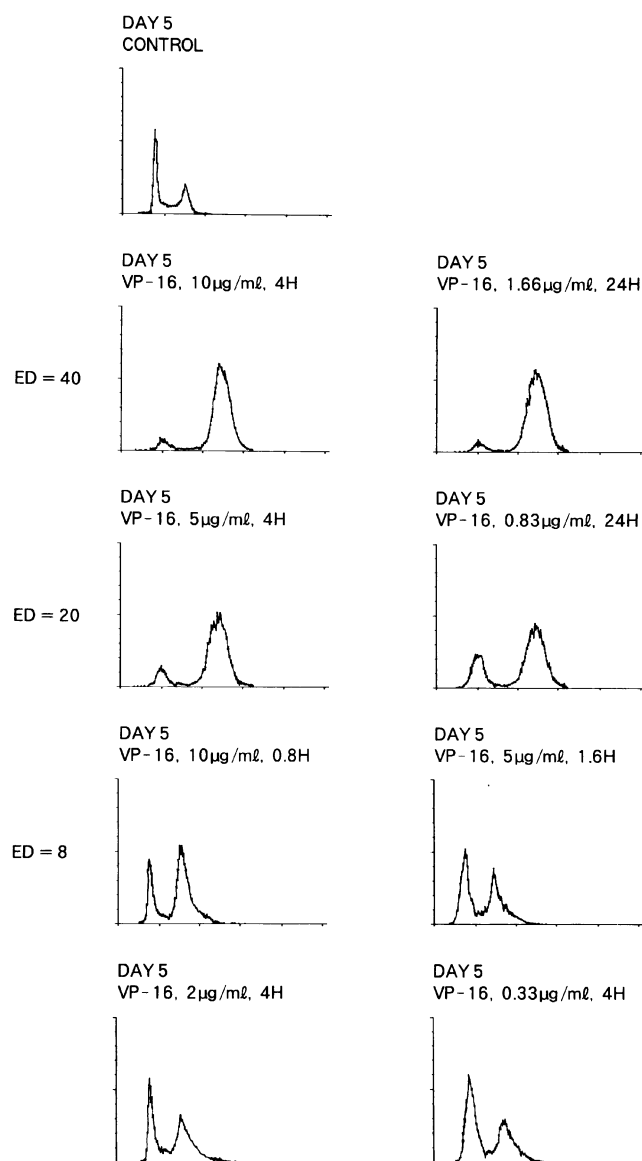 DAY 5
CONTROL
DAY 5
VP-16, 10μg/mℓ, 4H
DAY 5
VP-16, 1.66μg/mℓ, 24H
ED = 40
DAY 5
VP-16, 5μg/mℓ, 4H
DAY 5
VP-16, 0.83μg/mℓ, 24H
ED = 20
DAY 5
VP-16, 10μg/mℓ, 0.8H
DAY 5
VP-16, 5μg/mℓ, 1.6H
ED = 8
DAY 5
VP-16, 2μg/mℓ, 4H
DAY 5
VP-16, 0.33μg/mℓ, 4H